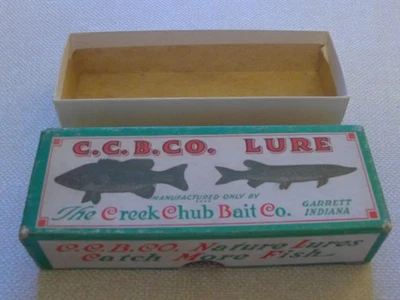 C.C.B.CO. LURE
MANUFACTURED ONLY BY
The Creek Chub Bait Co. GARRETT INDIANA
C.C.B.CO. Nature Lures
Catch More Fish